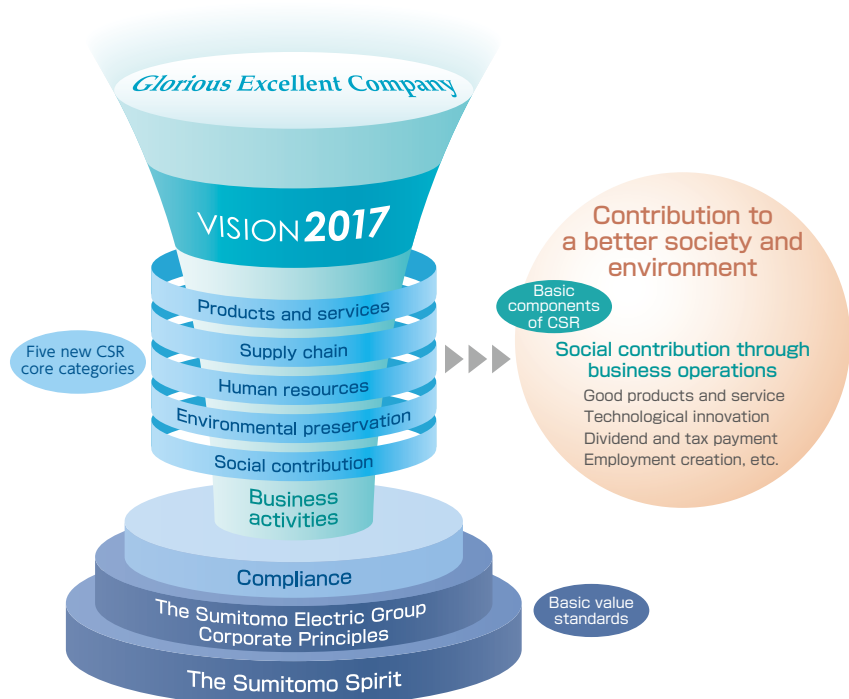 Glorious Excellent Company
VISION 2017
Products and services
Supply chain
Human resources
Environmental preservation
Social contribution
Five new CSR
core categories
Business
activities
Compliance
The Sumitomo Electric Group
Corporate Principles
The Sumitomo Spirit
Basic value
standards
Contribution to
a better society and
environment
Basic
components
of CSR
Social contribution through
business operations
Good products and service
Technological innovation
Dividend and tax payment
Employment creation, etc.